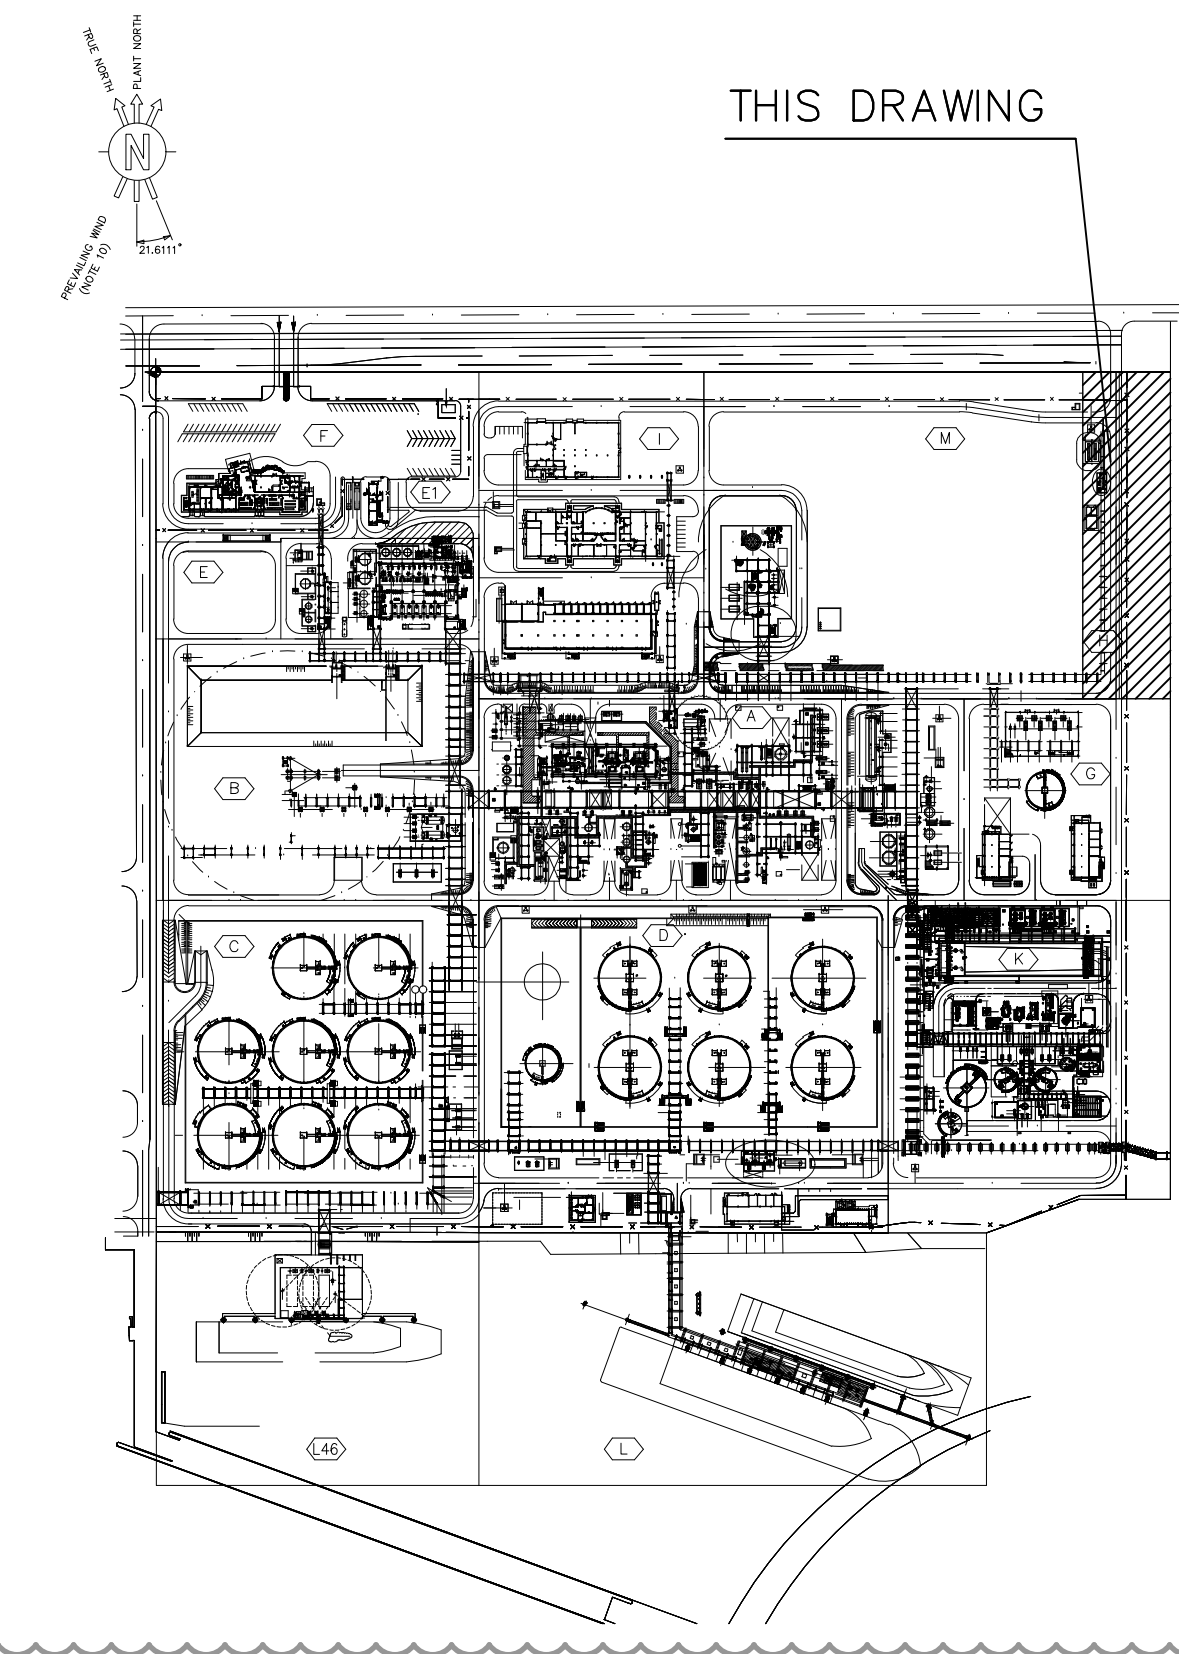 TRUE NORTH
PLANT NORTH
N
PREVAILING WIND
(NOTE 10)
21.6111°
THIS DRAWING
F
I
M
E1
E
A
B
G
C
D
K
L46
L